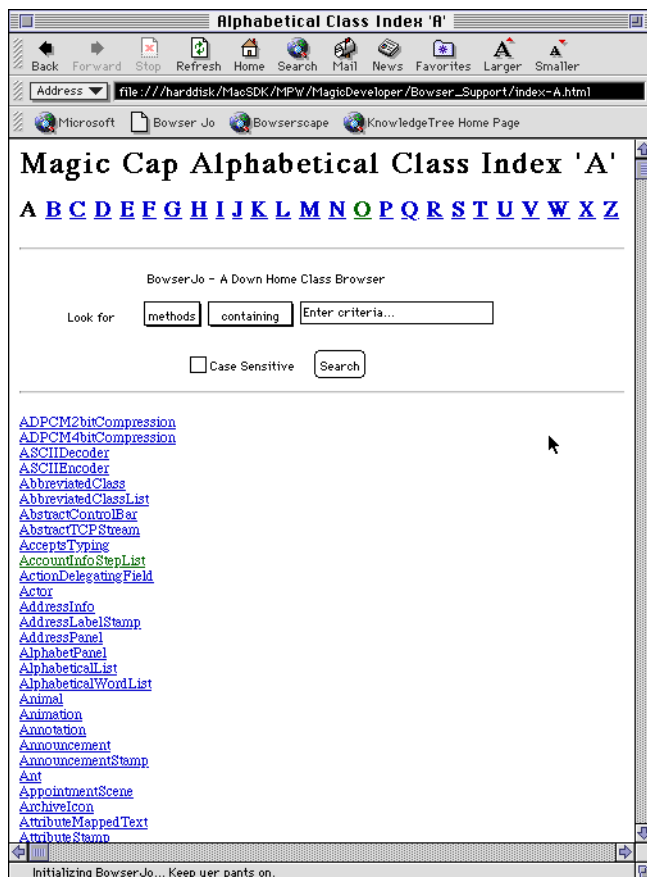 Alphabetical Class Index 'A'
Back Forward Stop Refresh Home Search Mail News Favorites Larger Smaller
Address file:///harddisk/MacSDK/MPW/MagicDeveloper/Bowser_Support/index-A.html
Microsoft Bowser Jo Bowserscape KnowledgeTree Home Page
Magic Cap Alphabetical Class Index 'A'
A B C D E F G H I J K L M N O P Q R S T U V W X Z
BowserJo - A Down Home Class Browser
Look for methods containing Enter criteria...
Case Sensitive Search
ADPCM2bitCompression
ADPCM4bitCompression
ASCIIDecoder
ASCIIEncoder
AbbreviatedClass
AbbreviatedClassList
AbstractControlBar
AbstractTCPStream
AcceptsTyping
AccountInfoStepList
ActionDelegatingField
Actor
AddressInfo
AddressLabelStamp
AddressPanel
AlphabetPanel
AlphabeticalList
AlphabeticalWordList
Animal
Animation
Annotation
Announcement
AnnouncementStamp
Ant
AppointmentScene
ArchiveIcon
AttributeMappedText
AttributeStamp
Initializing BowserJo... Keep yer pants on.